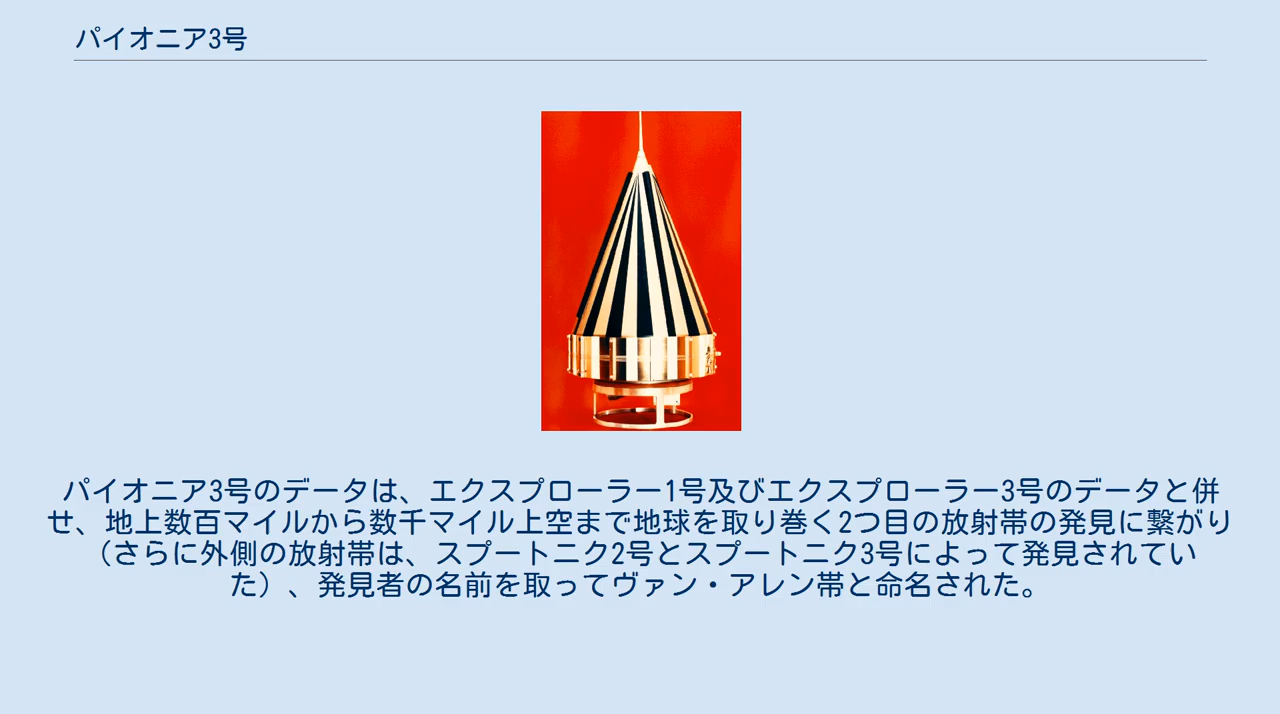 パイオニア3号
パイオニア3号のデータは、エクスプローラー1号及びエクスプローラー3号のデータと併
せ、地上数百マイルから数千マイル上空まで地球を取り巻く2つ目の放射帯の発見に繋がり
（さらに外側の放射帯は、スプートニク2号とスプートニク3号によって発見されてい
た）、発見者の名前を取ってヴァン・アレン帯と命名された。